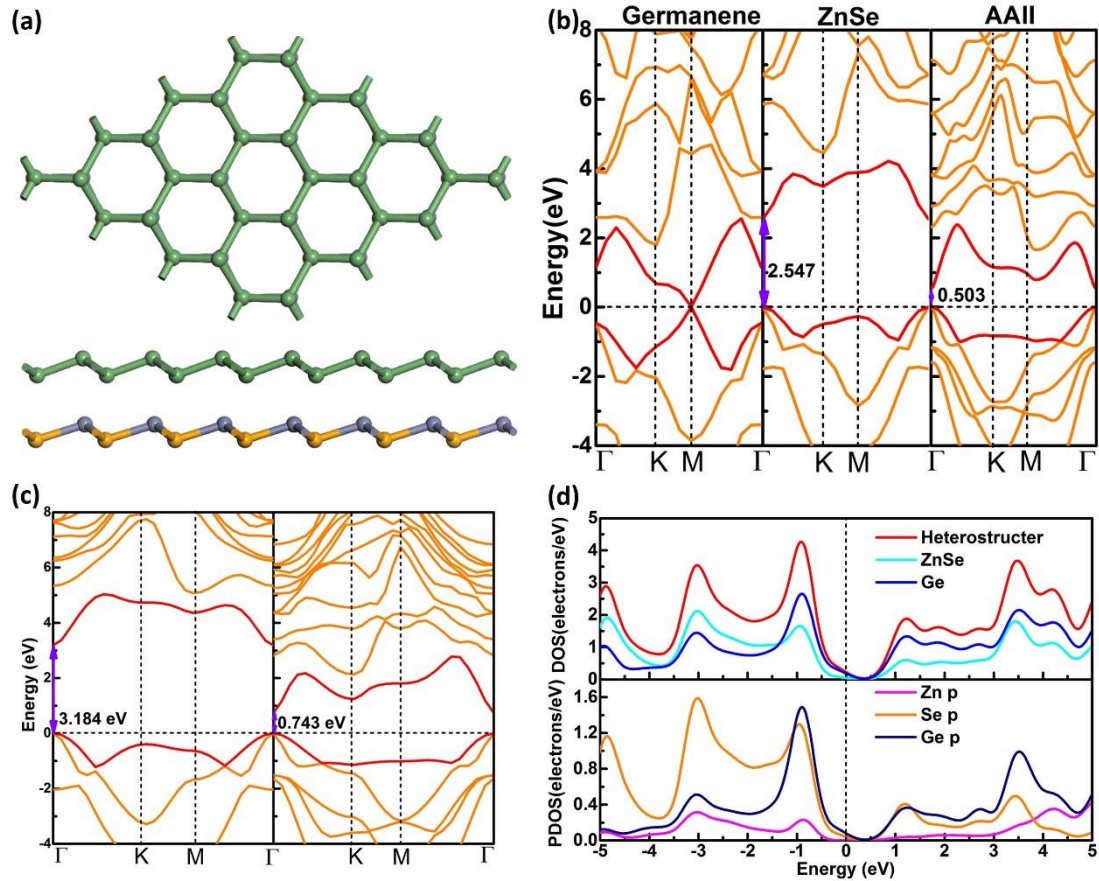 (a)
(b)
Germanene ZnSe AAII
Energy(eV)
8
6
4
2
0
-2
-4
2.547
0.503
Γ K M Γ K M Γ K M Γ
(c)
Energy (eV)
8
6
4
2
0
-2
-4
3.184 eV
0.743 eV
Γ K M Γ K M Γ
(d)
DOS(electrons/eV)
5
4
3
2
1
0
Heterostructer
ZnSe
Ge
PDOS(electrons/eV)
1.6
1.2
0.8
0.4
0.0
Zn p
Se p
Ge p
-5 -4 -3 -2 -1 0 1 2 3 4 5
Energy (eV)